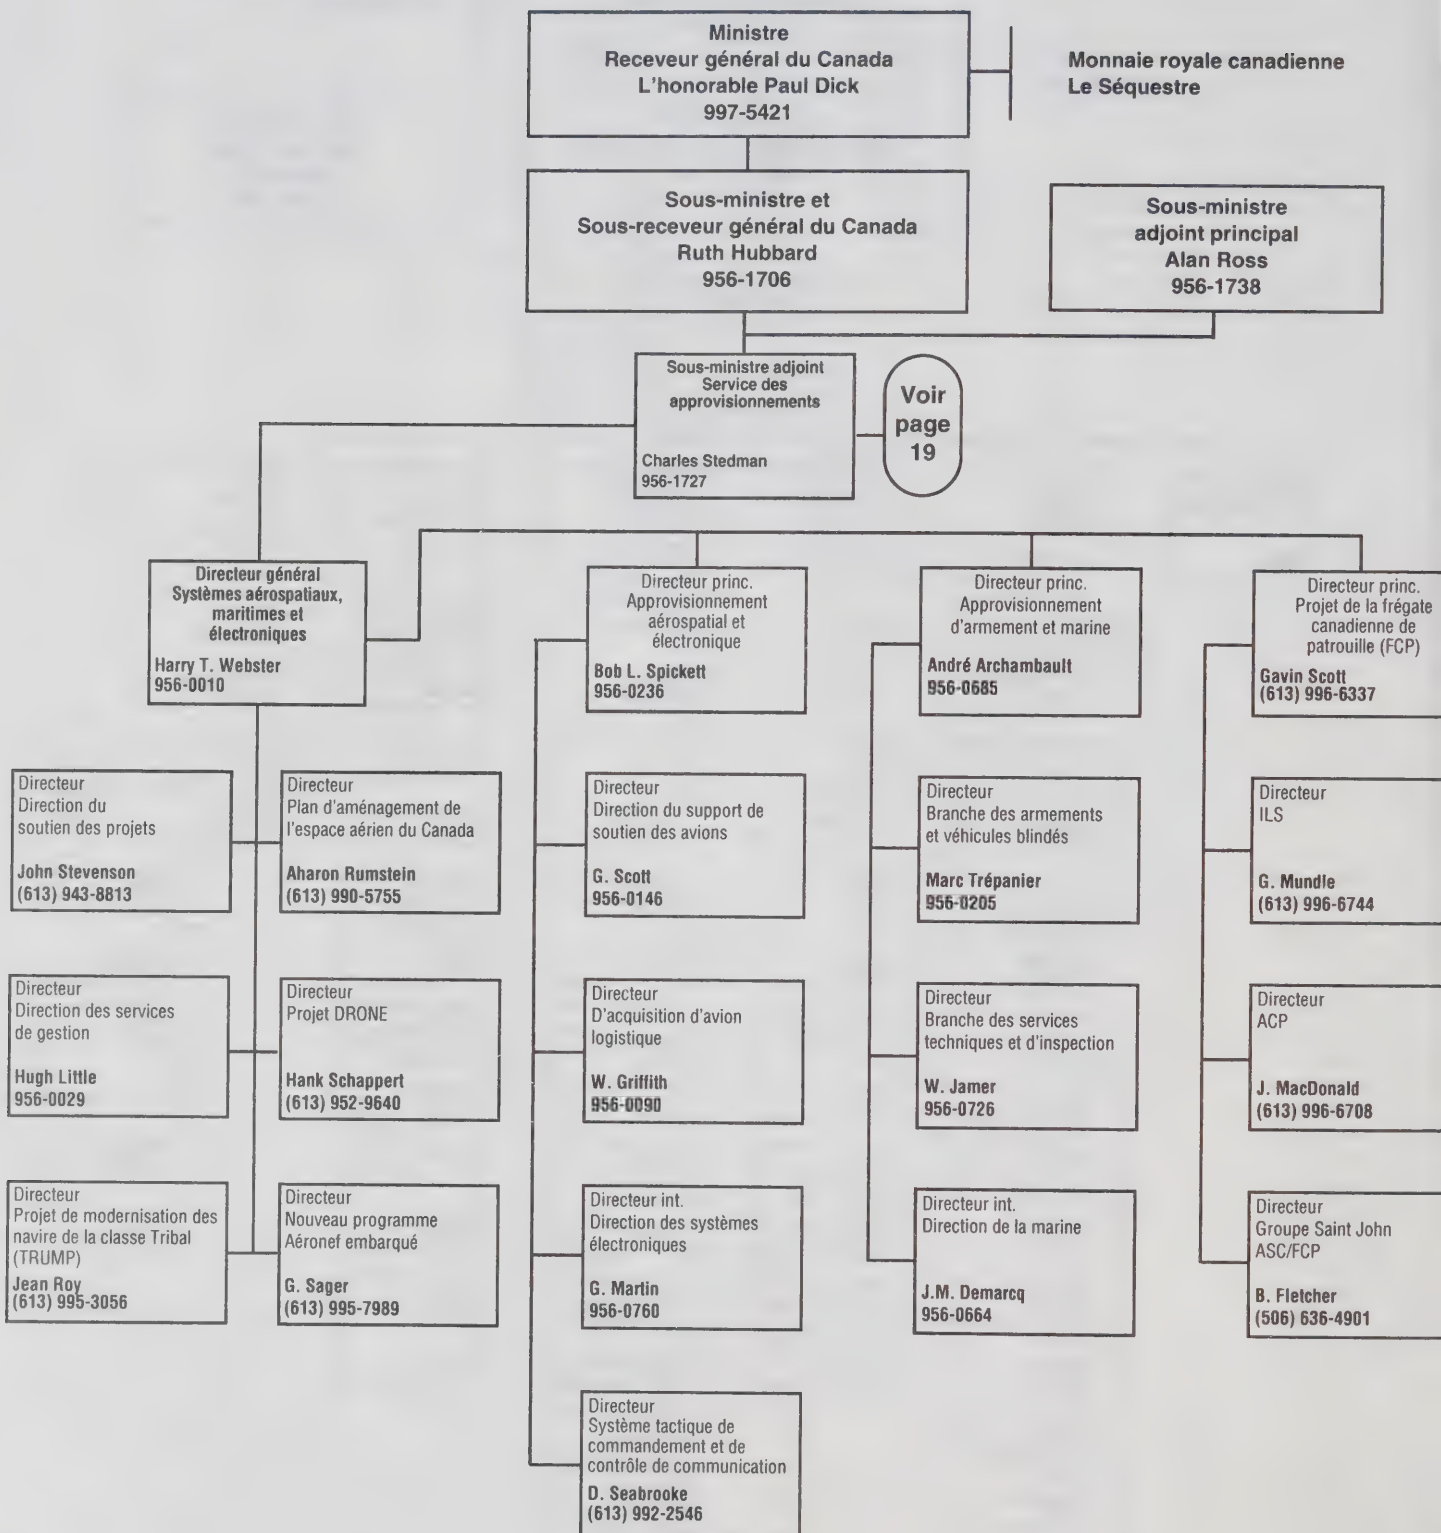 Ministre
Receveur général du Canada
L'honorable Paul Dick
997-5421
Monnaie royale canadienne
Le Séquestre
Sous-ministre et
Sous-receveur général du Canada
Ruth Hubbard
956-1706
Sous-ministre
adjoint principal
Alan Ross
956-1738
Sous-ministre adjoint
Service des
approvisionnements
Charles Stedman
956-1727
Voir
page
19
Directeur général
Systèmes aérospatiaux,
maritimes et
électroniques
Harry T. Webster
956-0010
Directeur princ.
Approvisionnement
aérospatial et
électronique
Bob L. Spickett
956-0236
Directeur princ.
Approvisionnement
d'armement et marine
André Archambault
956-0685
Directeur princ.
Projet de la frégate
canadienne de
patrouille (FCP)
Gavin Scott
(613) 996-6337
Directeur
Direction du
soutien des projets
John Stevenson
(613) 943-8813
Directeur
Plan d'aménagement de
l'espace aérien du Canada
Aharon Rumstein
(613) 990-5755
Directeur
Direction du support de
soutien des avions
G. Scott
956-0146
Directeur
Branche des armements
et véhicules blindés
Marc Trépanier
956-0205
Directeur
ILS
G. Mundle
(613) 996-6744
Directeur
Direction des services
de gestion
Hugh Little
956-0029
Directeur
Projet DRONE
Hank Schappert
(613) 952-9640
Directeur
D'acquisition d'avion
logistique
W. Griffith
956-0090
Directeur
Branche des services
techniques et d'inspection
W. Jamer
956-0726
Directeur
ACP
J. MacDonald
(613) 996-6708
Directeur
Projet de modernisation des
navire de la classe Tribal
(TRUMP)
Jean Roy
(613) 995-3056
Directeur
Nouveau programme
Aéronef embarqué
G. Sager
(613) 995-7989
Directeur int.
Direction des systèmes
électroniques
G. Martin
956-0760
Directeur int.
Direction de la marine
J.M. Demarcq
956-0664
Directeur
Groupe Saint John
ASC/FCP
B. Fletcher
(506) 636-4901
Directeur
Système tactique de
commandement et de
contrôle de communication
D. Seabrooke
(613) 992-2546